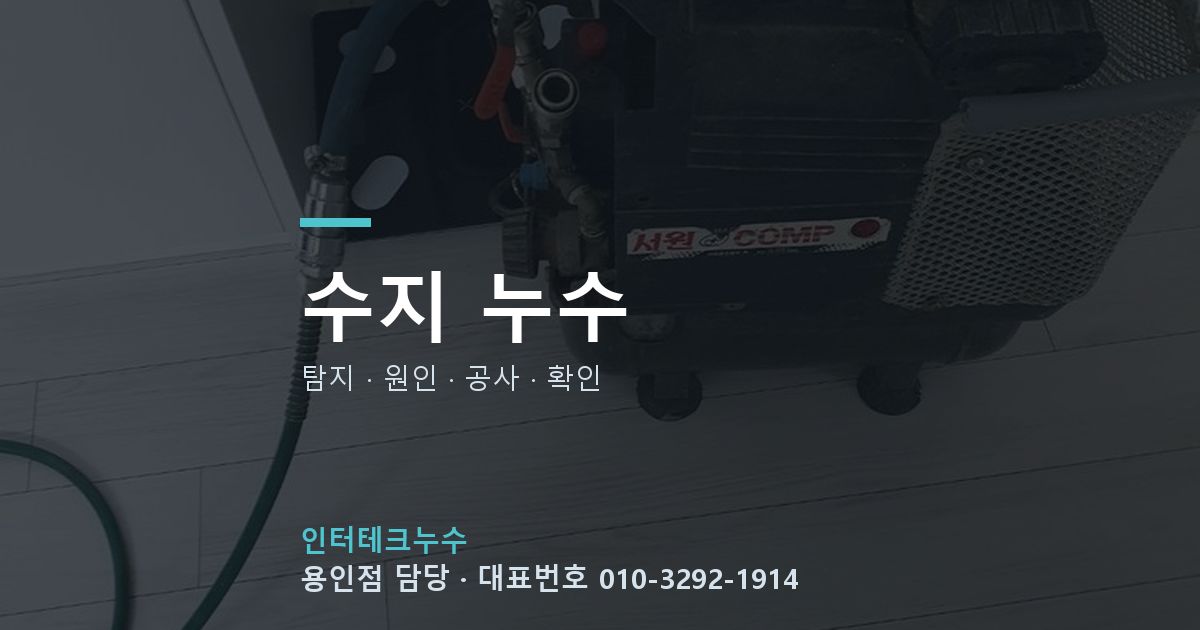 서원 COMP
수지 누수
탐지 · 원인 · 공사 · 확인
인터테크누수
용인점 담당 · 대표번호 010-3292-1914